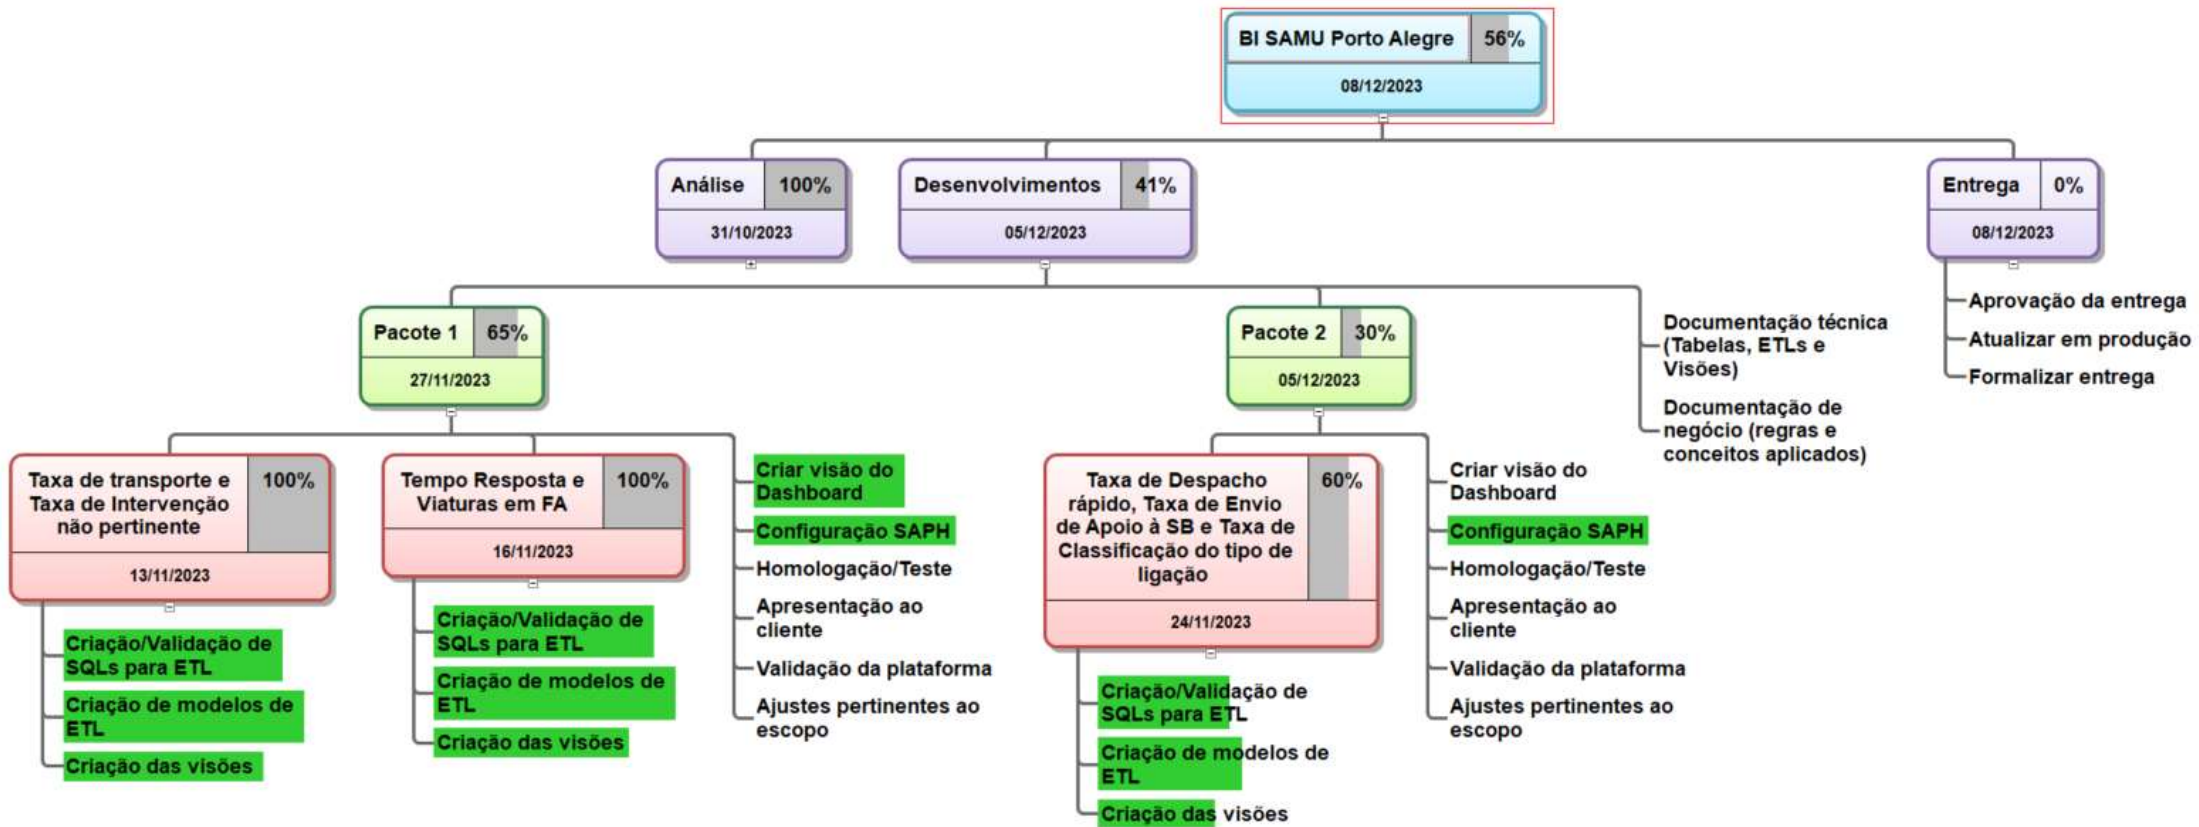 BI SAMU Porto Alegre 56%
08/12/2023
Análise 100%
31/10/2023
Desenvolvimentos 41%
05/12/2023
Entrega 0%
08/12/2023
Aprovação da entrega
Atualizar em produção
Formalizar entrega
Pacote 1 65%
27/11/2023
Pacote 2 30%
05/12/2023
Documentação técnica
(Tabelas, ETLs e
Visões)
Documentação de
negócio (regras e
conceitos aplicados)
Taxa de transporte e 100%
Taxa de Intervenção
não pertinente
13/11/2023
Criação/Validação de
SQLs para ETL
Criação de modelos de
ETL
Criação das visões
Tempo Resposta e 100%
Viaturas em FA
16/11/2023
Criação/Validação de
SQLs para ETL
Criação de modelos de
ETL
Criação das visões
Criar visão do
Dashboard
Configuração SAPH
Homologação/Teste
Apresentação ao
cliente
Validação da plataforma
Ajustes pertinentes ao
escopo
Taxa de Despacho 60%
rápido, Taxa de Envio
de Apoio à SB e Taxa de
Classificação do tipo de
ligação
24/11/2023
Criação/Validação de
SQLs para ETL
Criação de modelos de
ETL
Criação das visões
Criar visão do
Dashboard
Configuração SAPH
Homologação/Teste
Apresentação ao
cliente
Validação da plataforma
Ajustes pertinentes ao
escopo